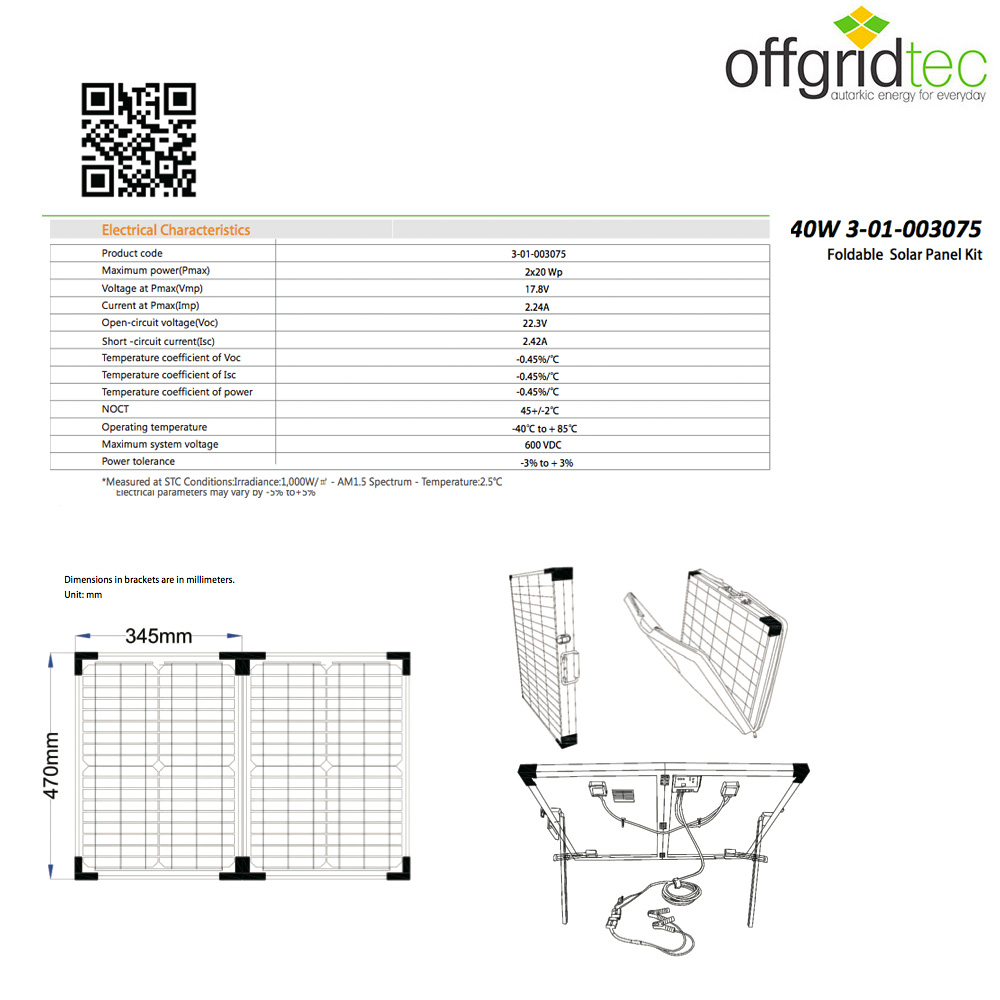 offgridtec
autarkic energy for everyday
40W 3-01-003075
Foldable Solar Panel Kit
Electrical Characteristics
Product code 3-01-003075
Maximum power(Pmax) 2x20 Wp
Voltage at Pmax(Vmp) 17.8V
Current at Pmax(Imp) 2.24A
Open-circuit voltage(Voc) 22.3V
Short -circuit current(Isc) 2.42A
Temperature coefficient of Voc -0.45%/℃
Temperature coefficient of Isc -0.45%/℃
Temperature coefficient of power -0.45%/℃
NOCT 45+/-2℃
Operating temperature -40℃ to + 85℃
Maximum system voltage 600 VDC
Power tolerance -3% to + 3%
*Measured at STC Conditions:Irradiance:1,000W/㎡ - AM1.5 Spectrum - Temperature:2.5℃
Electrical parameters may vary by -5% to+5%
Dimensions in brackets are in millimeters.
Unit: mm
345mm
470mm